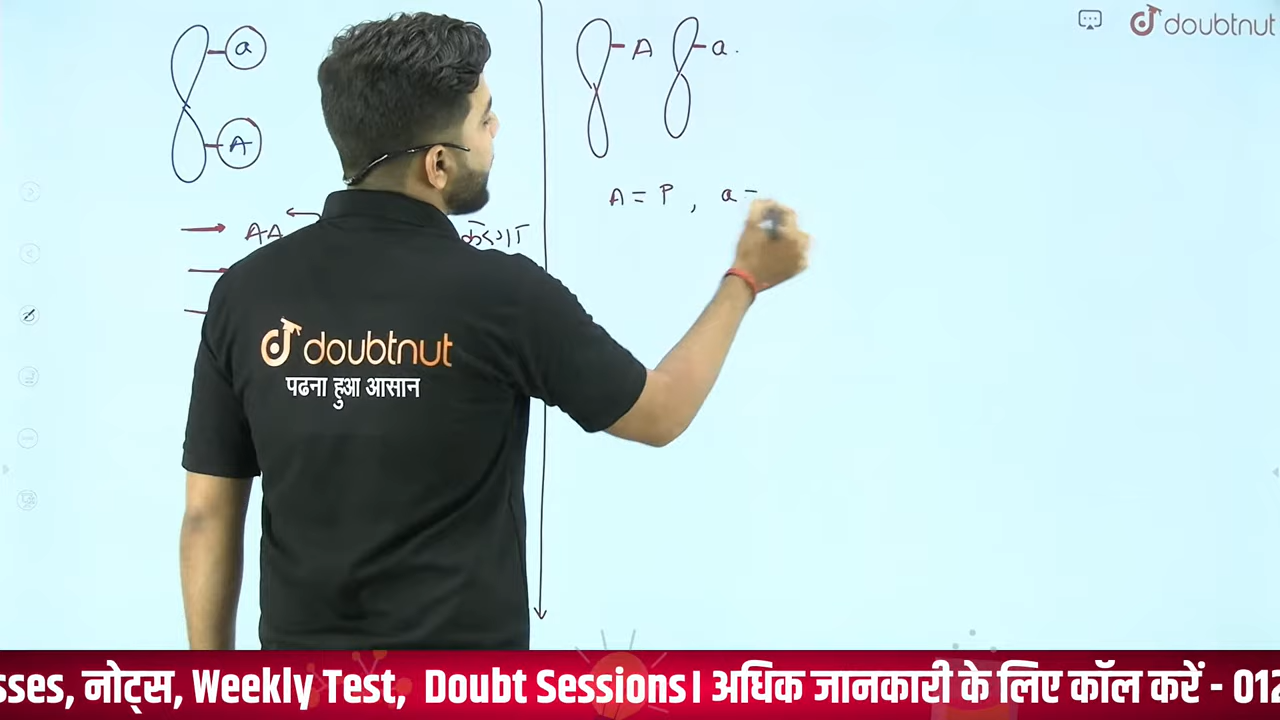 a
A
AA
A a.
A = P, a =
doubtnut
doubtnut
पढना हुआ आसान
sses, नोट्स, Weekly Test, Doubt Sessions। अधिक जानकारी के लिए कॉल करें - 012